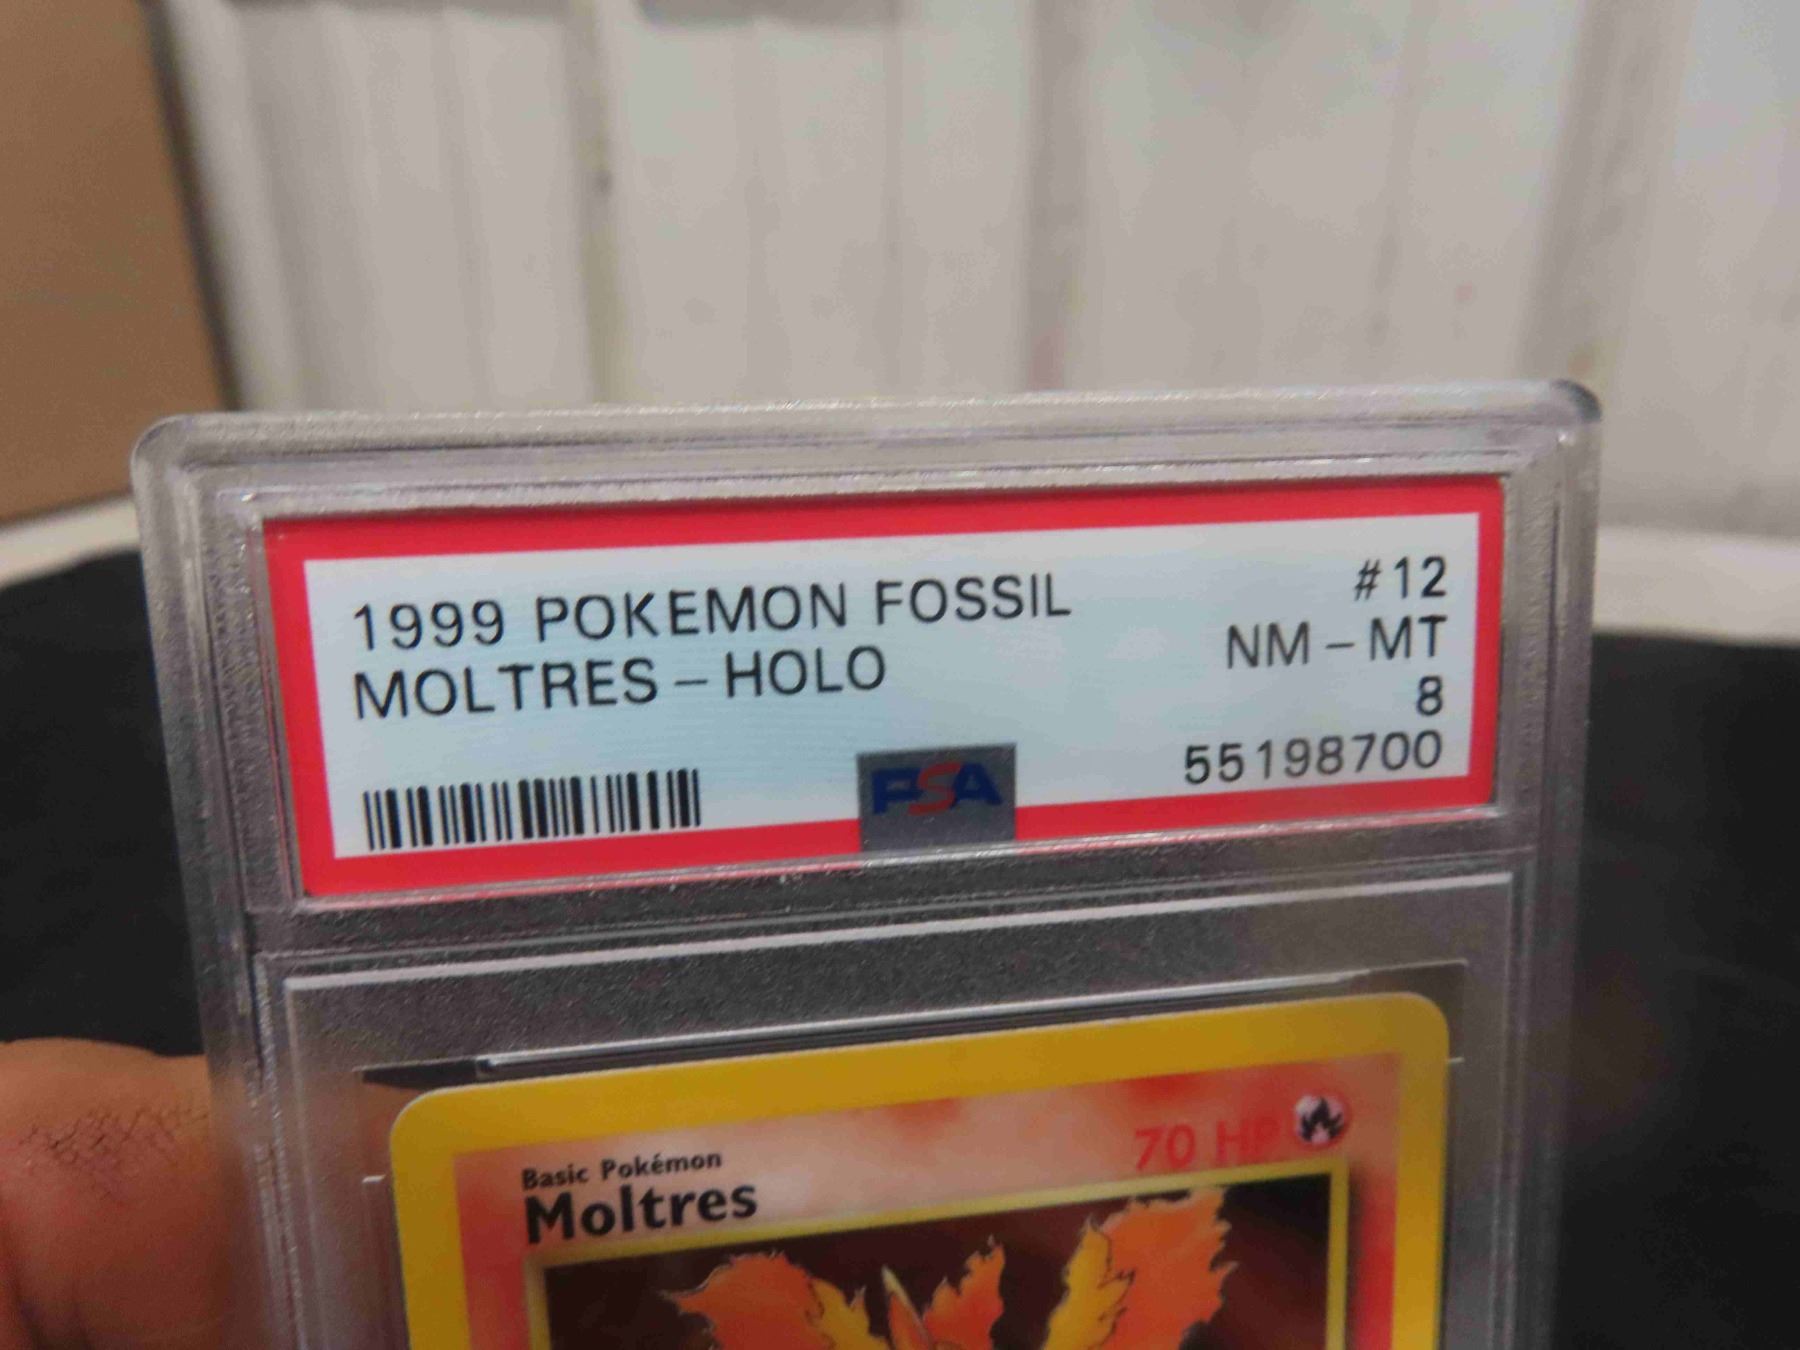 1999 POKEMON FOSSIL #12
MOLTRES - HOLO NM - MT
8
PSA 55198700
Basic Pokémon
Moltres 70 HP